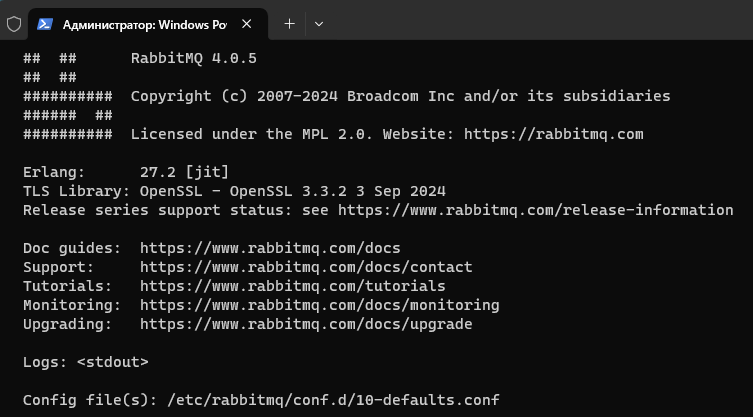 Администратор: Windows Po
##  ##      RabbitMQ 4.0.5
##  ##
##########  Copyright (c) 2007-2024 Broadcom Inc and/or its subsidiaries
######  ##
##########  Licensed under the MPL 2.0. Website: https://rabbitmq.com
Erlang:      27.2 [jit]
TLS Library: OpenSSL - OpenSSL 3.3.2 3 Sep 2024
Release series support status: see https://www.rabbitmq.com/release-information
Doc guides:  https://www.rabbitmq.com/docs
Support:     https://www.rabbitmq.com/docs/contact
Tutorials:   https://www.rabbitmq.com/tutorials
Monitoring:  https://www.rabbitmq.com/docs/monitoring
Upgrading:   https://www.rabbitmq.com/docs/upgrade
Logs: <stdout>
Config file(s): /etc/rabbitmq/conf.d/10-defaults.conf